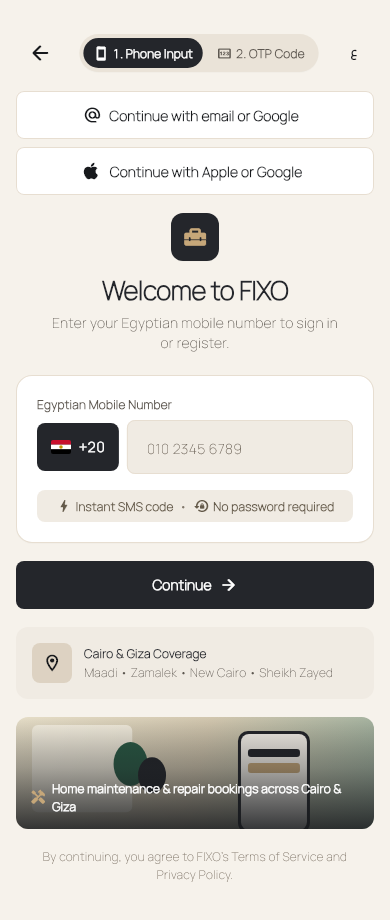 1. Phone Input
2. OTP Code
ع
Continue with email or Google
Continue with Apple or Google
Welcome to FIXO
Enter your Egyptian mobile number to sign in
or register.
Egyptian Mobile Number
+20
010 2345 6789
Instant SMS code • No password required
Continue
Cairo & Giza Coverage
Maadi • Zamalek • New Cairo • Sheikh Zayed
Home maintenance & repair bookings across Cairo &
Giza
By continuing, you agree to FIXO's Terms of Service and
Privacy Policy.